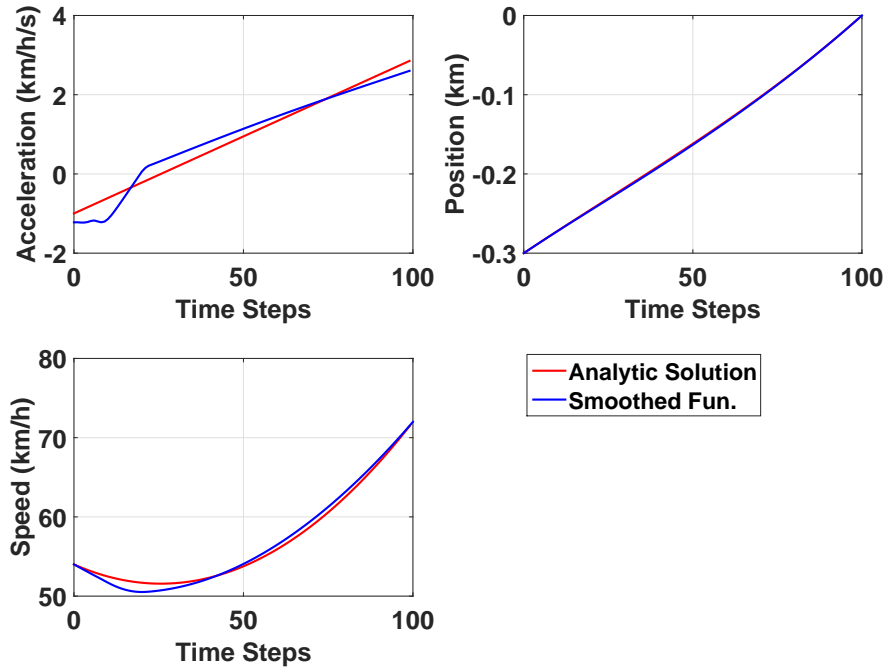 Acceleration (km/h/s)
4
2
0
-2
0
50
100
Time Steps
Position (km)
0
-0.1
-0.2
-0.3
0
50
100
Time Steps
Speed (km/h)
80
70
60
50
0
50
100
Time Steps
Analytic Solution
Smoothed Fun.